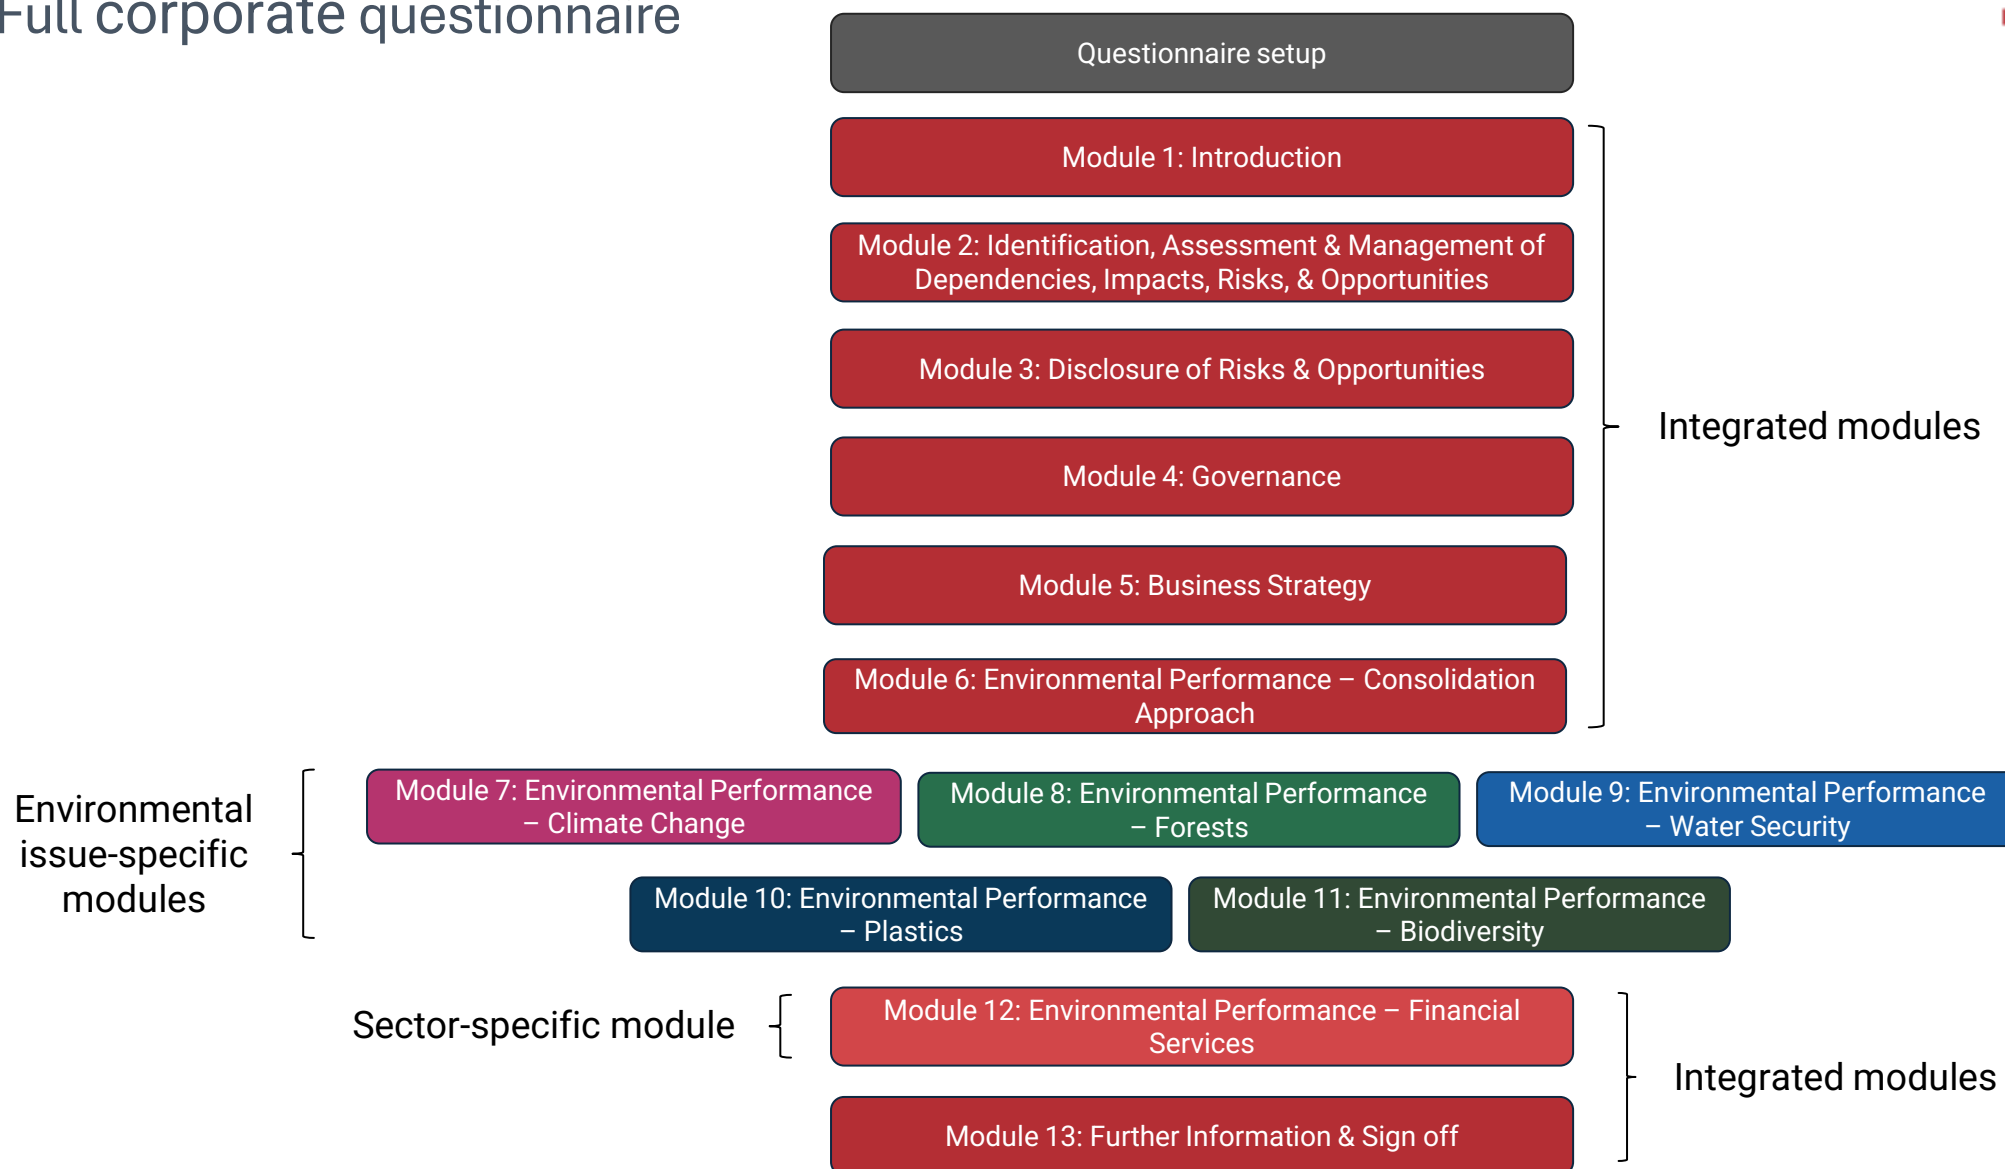 Full corporate questionnaire
Questionnaire setup
Module 1: Introduction
Module 2: Identification, Assessment & Management of
Dependencies, Impacts, Risks, & Opportunities
Module 3: Disclosure of Risks & Opportunities
Module 4: Governance
Module 5: Business Strategy
Module 6: Environmental Performance – Consolidation
Approach
Integrated modules
Environmental
issue-specific
modules
Module 7: Environmental Performance
– Climate Change
Module 8: Environmental Performance
– Forests
Module 9: Environmental Performance
– Water Security
Module 10: Environmental Performance
– Plastics
Module 11: Environmental Performance
– Biodiversity
Sector-specific module
Module 12: Environmental Performance – Financial
Services
Module 13: Further Information & Sign off
Integrated modules